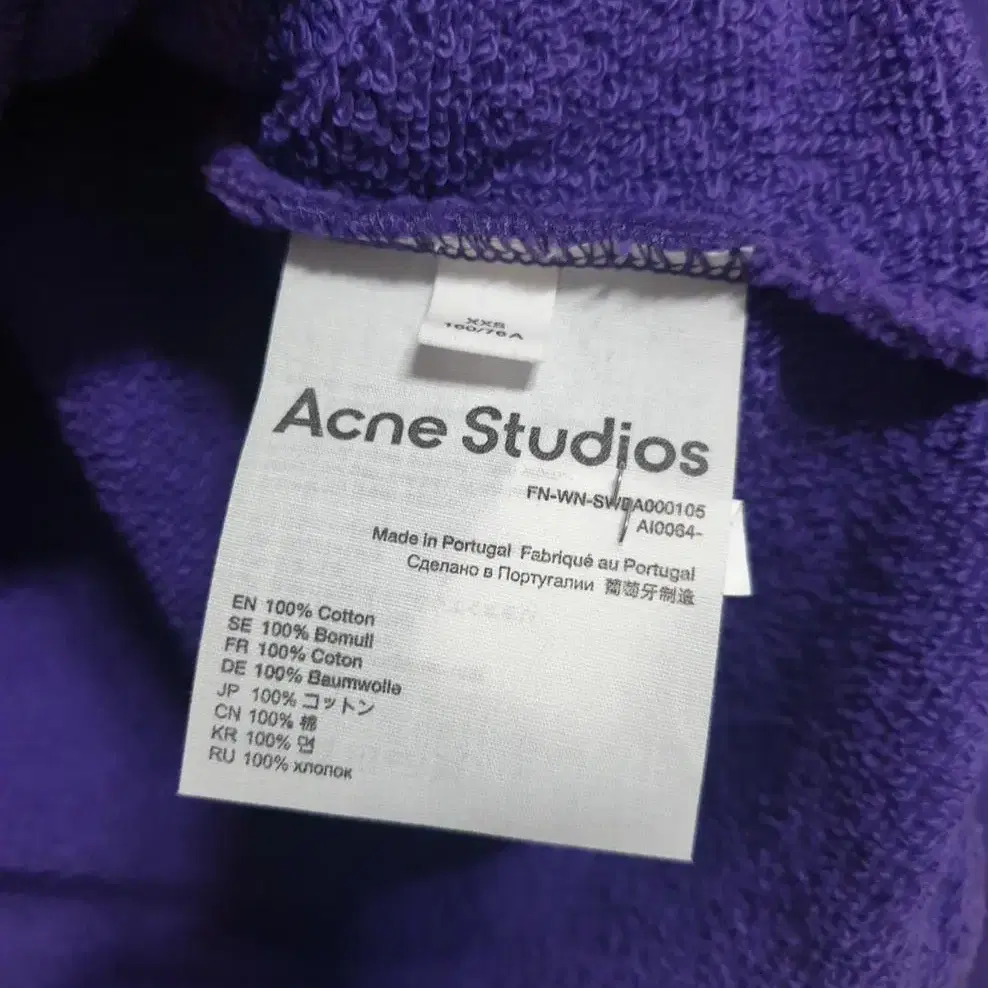 XXS
160/76A
Acne Studios
FN-WN-SWDA000105
AI0064-
Made in Portugal Fabriqué au Portugal
Сделано в Португалии 葡萄牙制造
EN 100% Cotton
SE 100% Bomull
FR 100% Coton
DE 100% Baumwolle
JP 100% コットン
CN 100% 棉
KR 100% 면
RU 100% хлопок